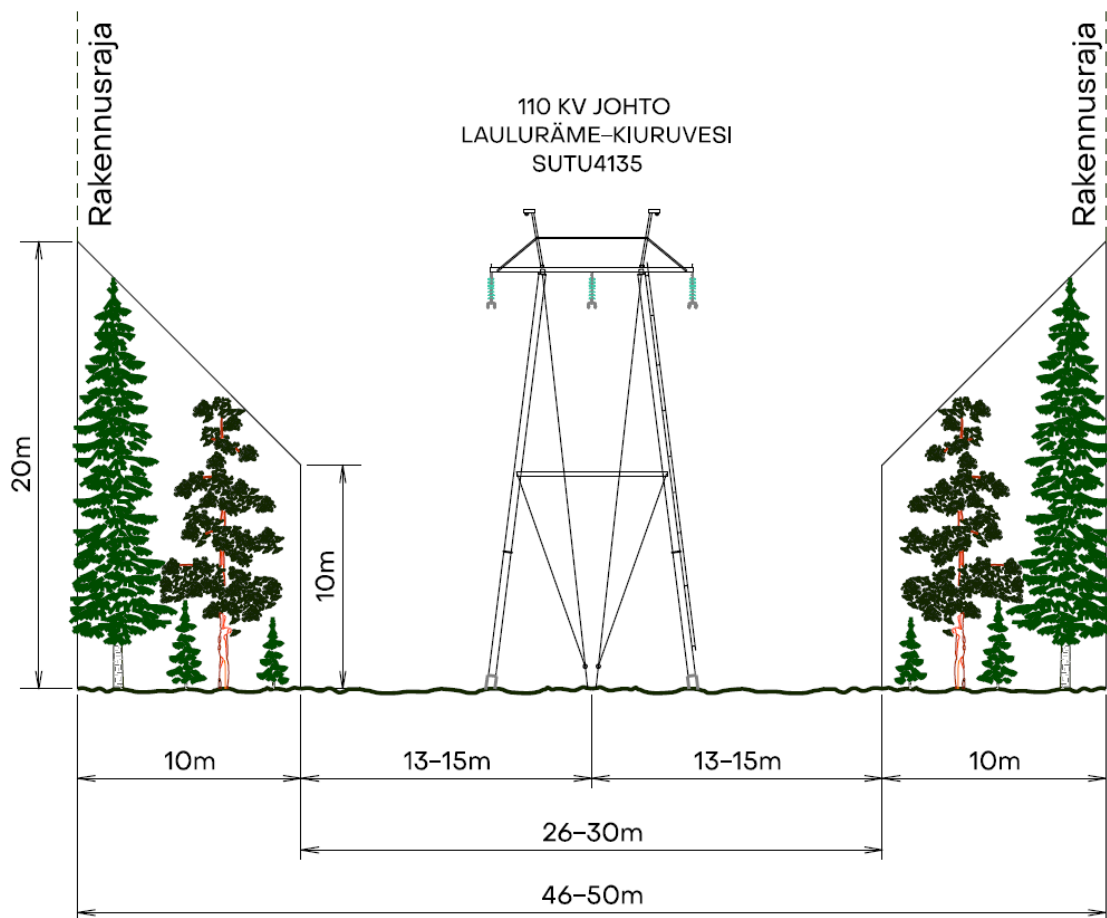 Rakennusraja
Rakennusraja
110 KV JOHTO
LAULURÄME–KIURUVESI
SUTU4135
20m
10m
10m
13–15m
13–15m
10m
26–30m
46–50m